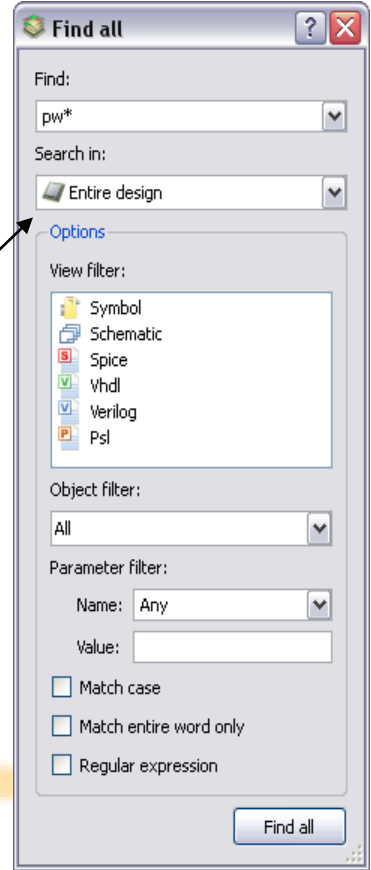 Find all
Find:
pw*
Search in:
Entire design
Options
View filter:
Symbol
Schematic
S Spice
V Vhdl
V Verilog
P Psl
Object filter:
All
Parameter filter:
Name: Any
Value:
Match case
Match entire word only
Regular expression
Find all